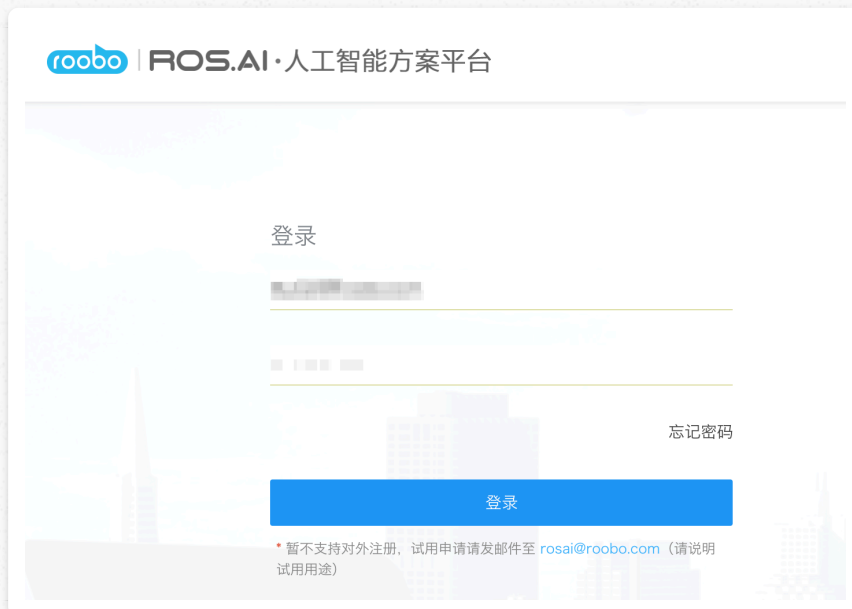 roobo | ROS.AI·人工智能方案平台
登录
忘记密码
登录
* 暂不支持对外注册，试用申请请发邮件至 rosai@roobo.com（请说明
试用用途）